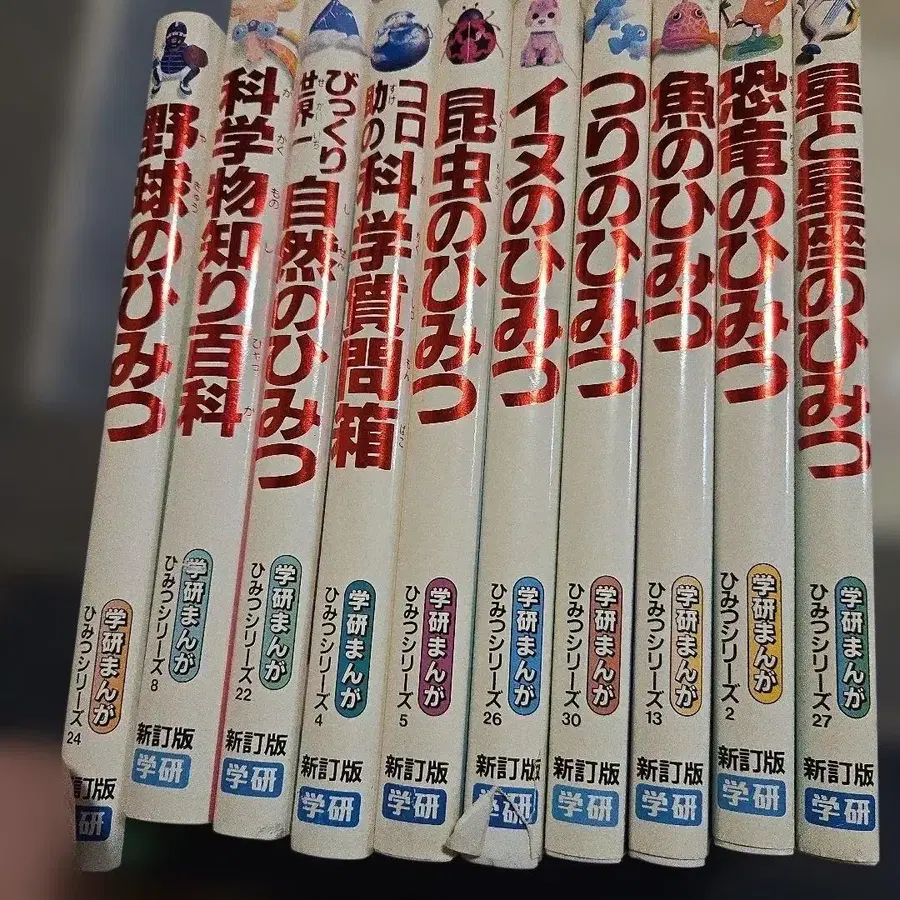 野球のひみつ
学研まんが
ひみつシリーズ
24
訂版
研
科学物知り百科
学研まんが
ひみつシリーズ
8
新訂版
学研
びっくり
世界一
自然のひみつ
学研まんが
ひみつシリーズ
22
新訂版
学研
コロ
助の
科学質問箱
学研まんが
ひみつシリーズ
4
新訂版
学研
昆虫のひみつ
学研まんが
ひみつシリーズ
5
新訂版
学研
イヌのひみつ
学研まんが
ひみつシリーズ
26
新訂版
学研
つりのひみつ
学研まんが
ひみつシリーズ
30
新訂版
学研
魚のひみつ
学研まんが
ひみつシリーズ
13
新訂版
学研
恐竜のひみつ
学研まんが
ひみつシリーズ
2
新訂版
学研
星と星座のひみつ
学研まんが
ひみつシリーズ
27
新訂版
学研